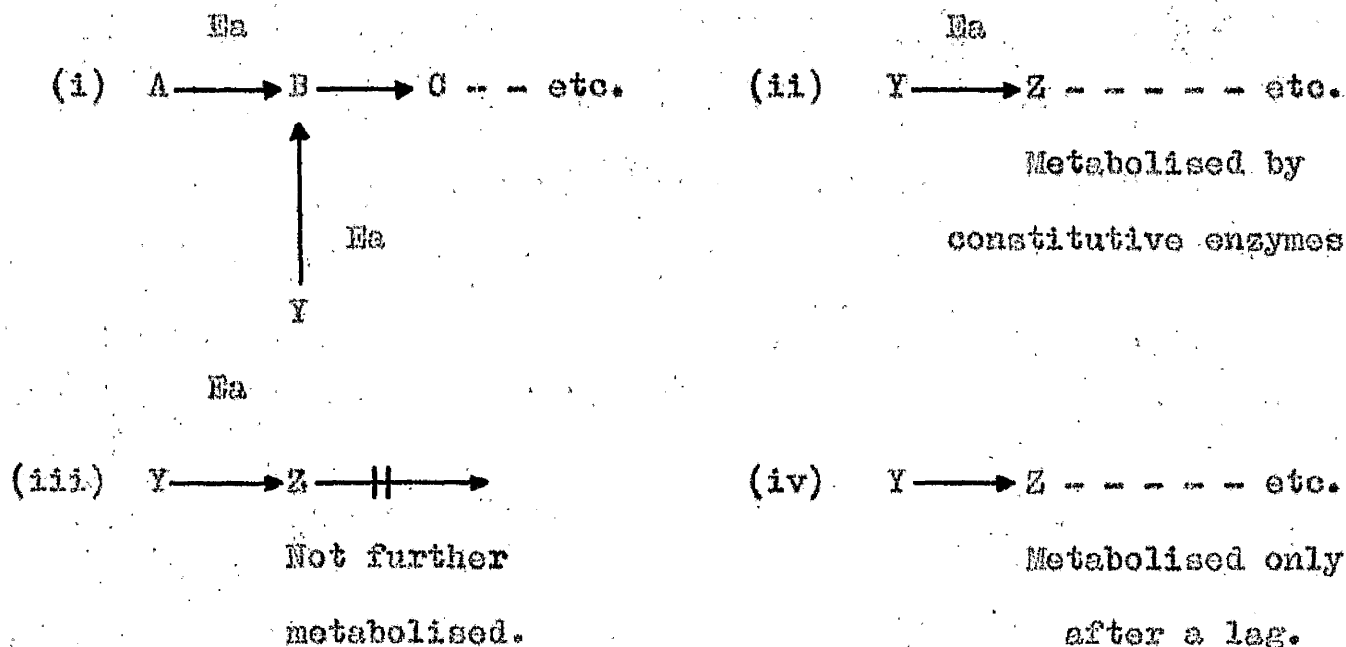 Ea
Ea
(i) A → B → C - - etc.
(ii) Y → Z - - - - - etc.
Metabolised by
constitutive enzymes
Ea
Y
Ea
(iii) Y → Z
(iv) Y → Z - - - - - etc.
Not further
metabolised.
Metabolised only
after a lag.